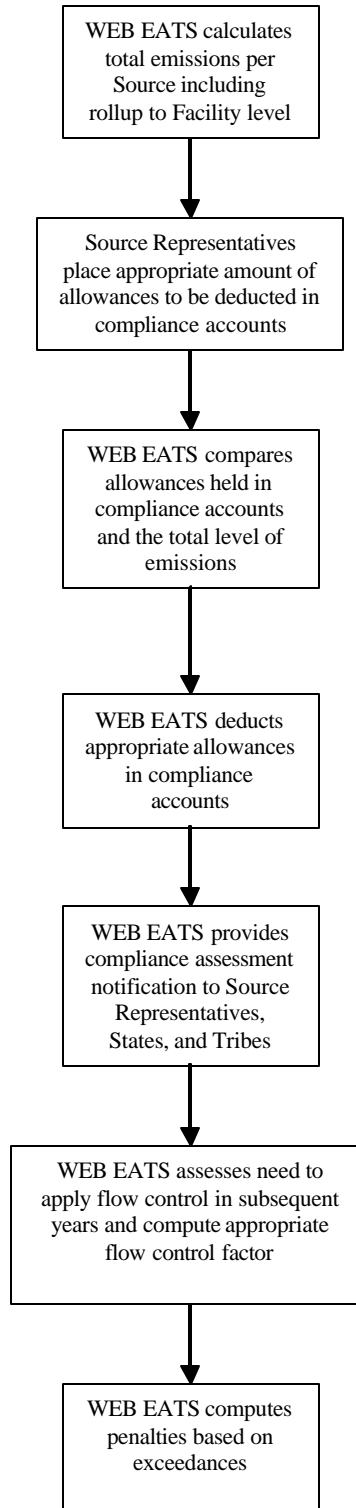 WEB EATS calculates
total emissions per
Source including
rollup to Facility level
Source Representatives
place appropriate amount of
allowances to be deducted in
compliance accounts
WEB EATS compares
allowances held in
compliance accounts
and the total level of
emissions
WEB EATS deducts
appropriate allowances
in compliance
accounts
WEB EATS provides
compliance assessment
notification to Source
Representatives,
States, and Tribes
WEB EATS assesses need to
apply flow control in subsequent
years and compute appropriate
flow control factor
WEB EATS computes
penalties based on
exceedances